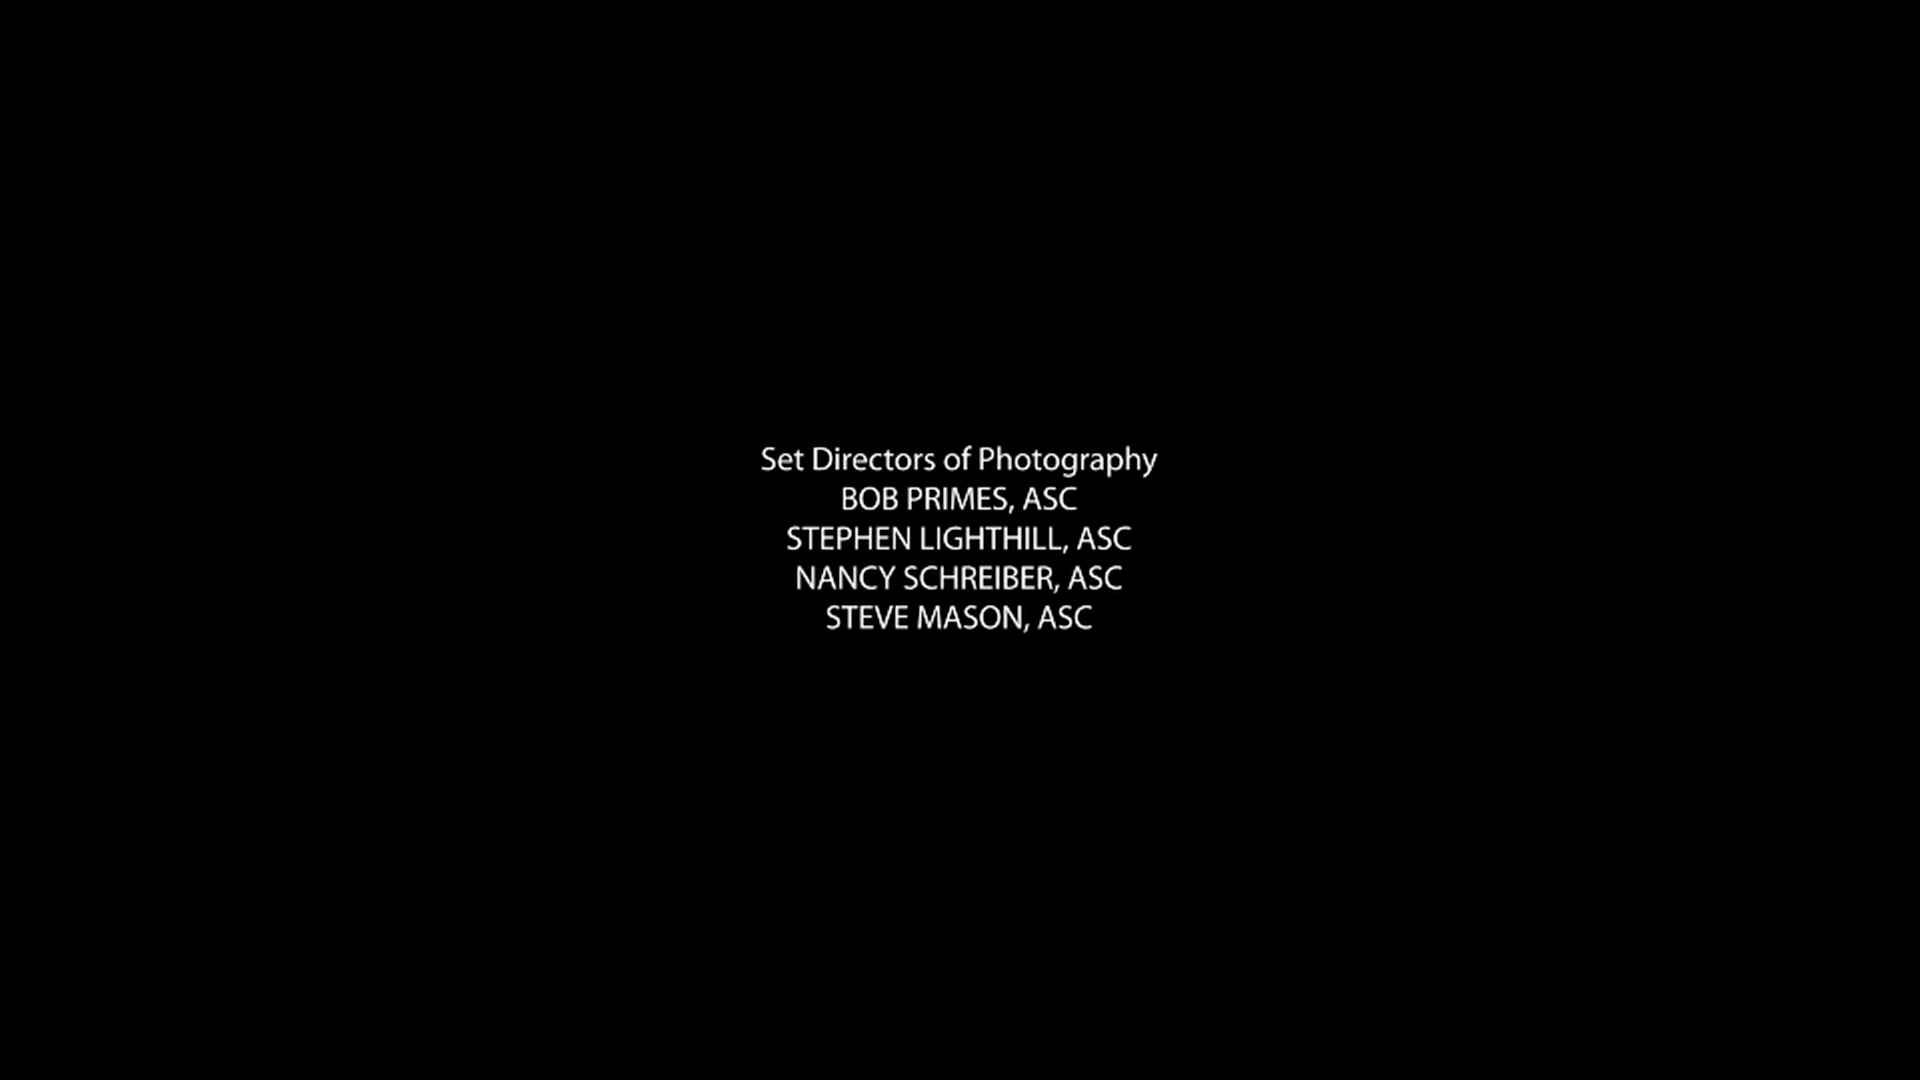 Set Directors of Photography
BOB PRIMES, ASC
STEPHEN LIGHTHILL, ASC
NANCY SCHREIBER, ASC
STEVE MASON, ASC